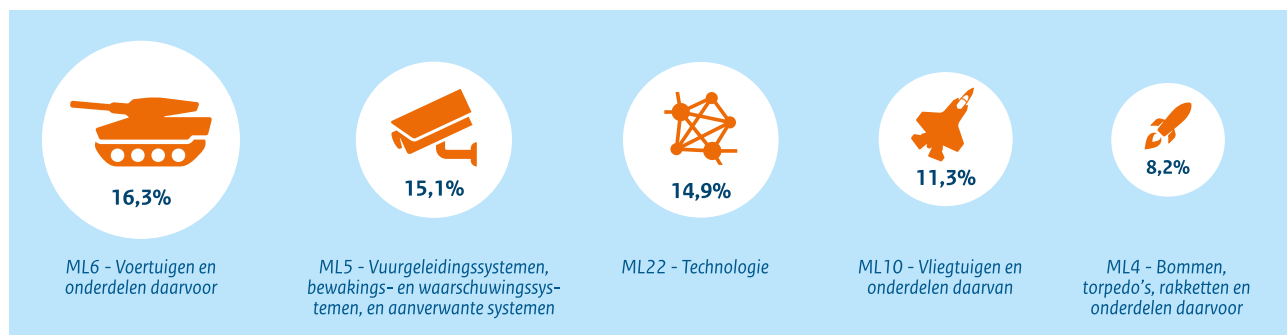 16,3%
15,1%
14,9%
11,3%
8,2%
ML6 - Voertuigen en
onderdelen daarvoor
ML5 - Vuurgeleidingssystemen,
bewakings- en waarschuwingssys-
temen, en aanverwante systemen
ML22 - Technologie
ML10 - Vliegtuigen en
onderdelen daarvan
ML4 - Bommen,
torpedo's, rakketten en
onderdelen daarvoor